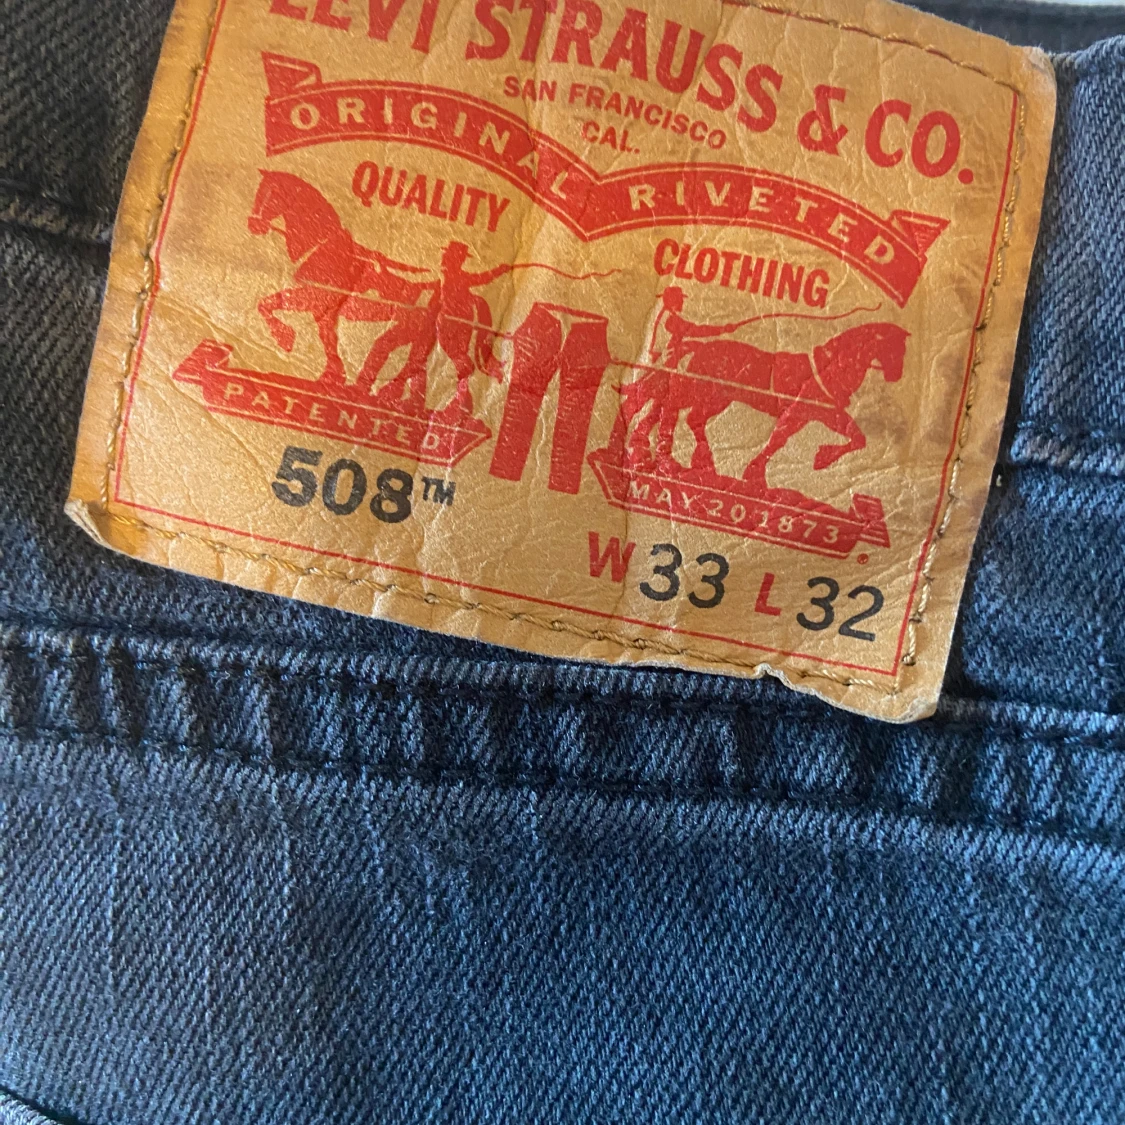 LEVI STRAUSS & CO.
SAN FRANCISCO
CAL.
ORIGINAL RIVETED
QUALITY
CLOTHING
PATENTED
MAY 20 1873
®
508™
W 33 L 32